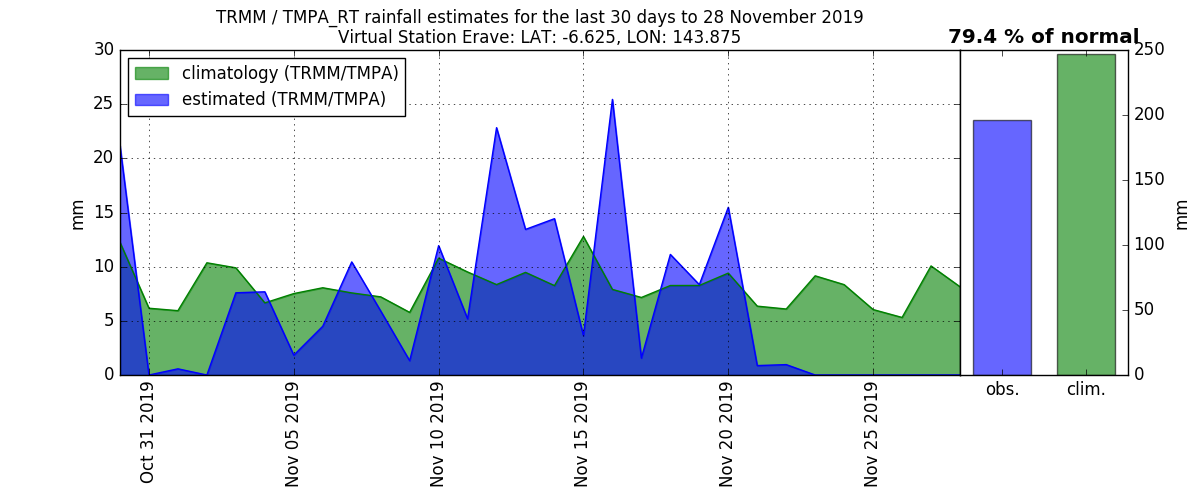 TRMM / TMPA_RT rainfall estimates for the last 30 days to 28 November 2019
Virtual Station Erave: LAT: -6.625, LON: 143.875
79.4 % of normal
climatology (TRMM/TMPA)
estimated (TRMM/TMPA)
30
25
20
15
10
5
0
mm
Oct 31 2019
Nov 05 2019
Nov 10 2019
Nov 15 2019
Nov 20 2019
Nov 25 2019
250
200
150
100
50
0
mm
obs.
clim.